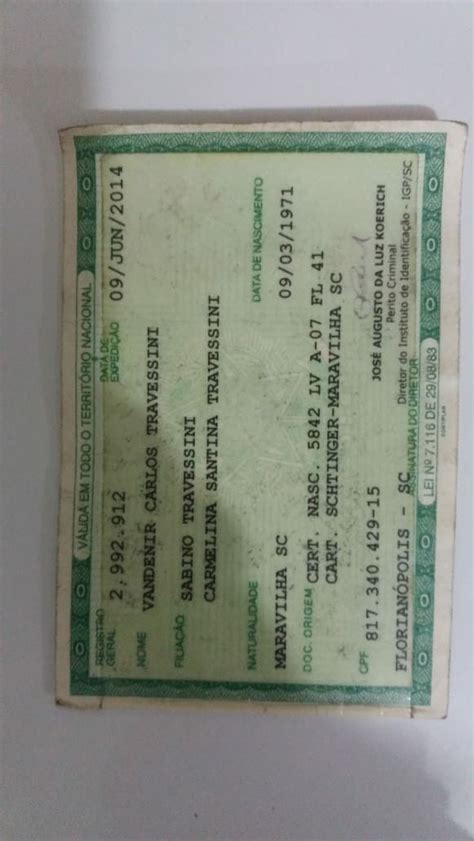 VÁLIDA EM TODO O TERRITÓRIO NACIONAL
REGISTRO GERAL 2.992.912 DATA DE EXPEDIÇÃO 09/JUN/2014
NOME VANDENIR CARLOS TRAVESSINI
FILIAÇÃO SABINO TRAVESSINI
CARMELINA SANTINA TRAVESSINI
NATURALIDADE DATA DE NASCIMENTO
MARAVILHA SC 09/03/1971
DOC. ORIGEM CERT. NASC. 5842 LV A-07 FL 41
CART. SCHTINGER-MARAVILHA SC
CPF 817.340.429-15
JOSÉ AUGUSTO DA LUZ KOERICH
Perito Criminal
FLORIANÓPOLIS - SC Diretor do Instituto de Identificação - IGP/SC
ASSINATURA DO DIRETOR
LEI Nº 7.116 DE 29/08/83